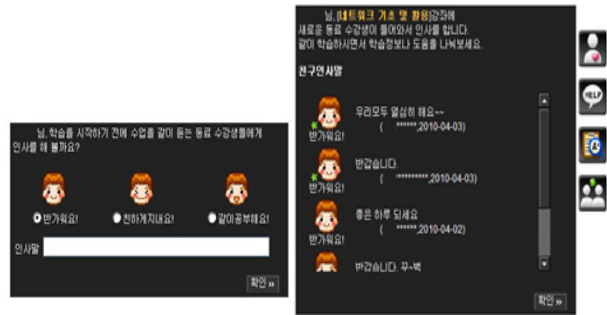 님, 학습을 시작하기 전에 수업을 같이 듣는 동료 수강생들에게
인사를 해 볼까요?
반가워요!
친하게지내요!
같이공부해요!
인사말
확인 »
님, [네트워크 기초 및 활용]강좌에
새로운 동료 수강생이 들어와서 인사를 합니다.
같이 학습하시면서 학습정보나 도움을 나눠보세요.
친구인사말
반가워요!
우리모두 열심히 해요~~
( ******,2010-04-03)
반가워요!
반갑습니다.
( *********,2010-04-03)
반가워요!
좋은 하루 되세요
( ******,2010-04-02)
반갑습니다. 꾸~벅
확인 »
HELP